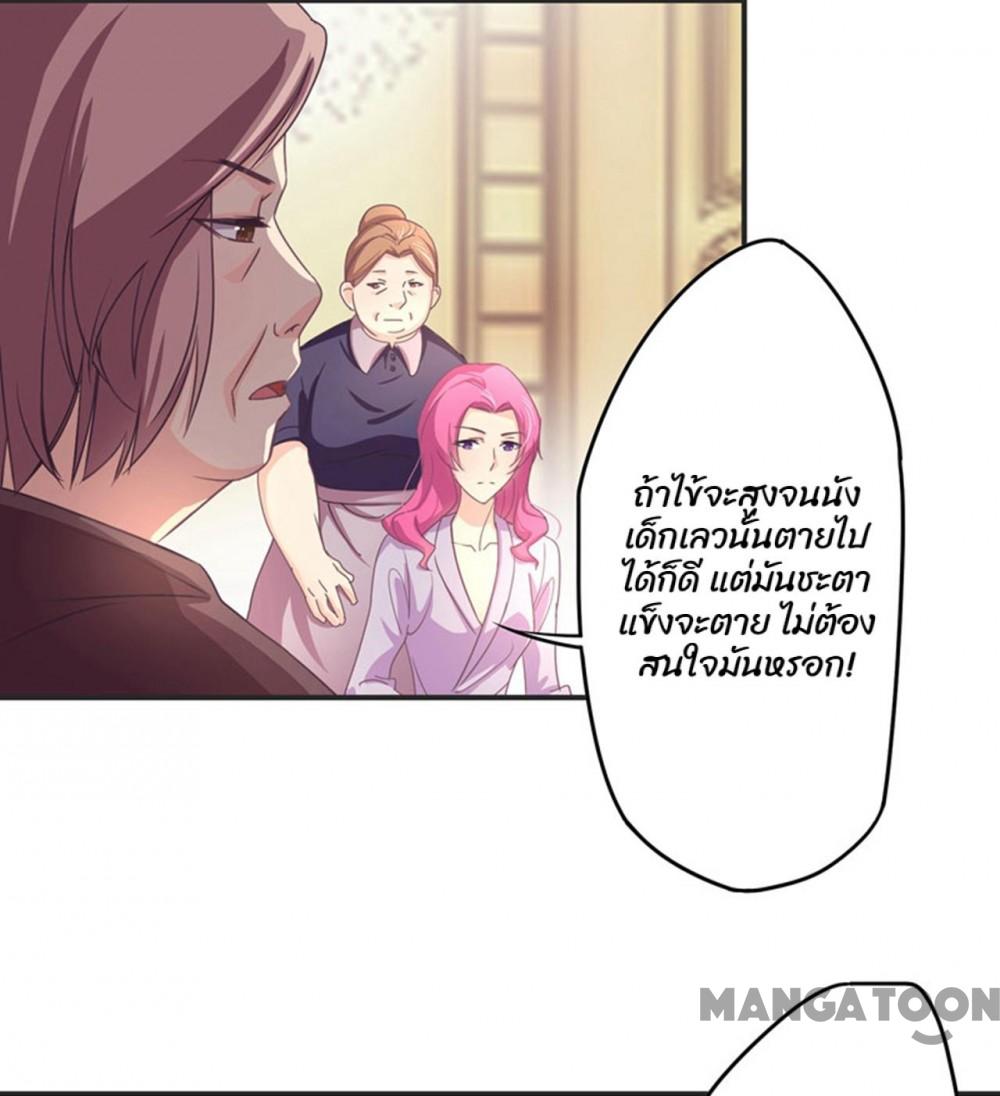 ถ้าไข้จะสูงจนนัง
เด็กเลวนั้นตายไป
ได้ก็ดี แต่มันชะตา
แข็งจะตาย ไม่ต้อง
สนใจมันหรอก!
MANGATOON